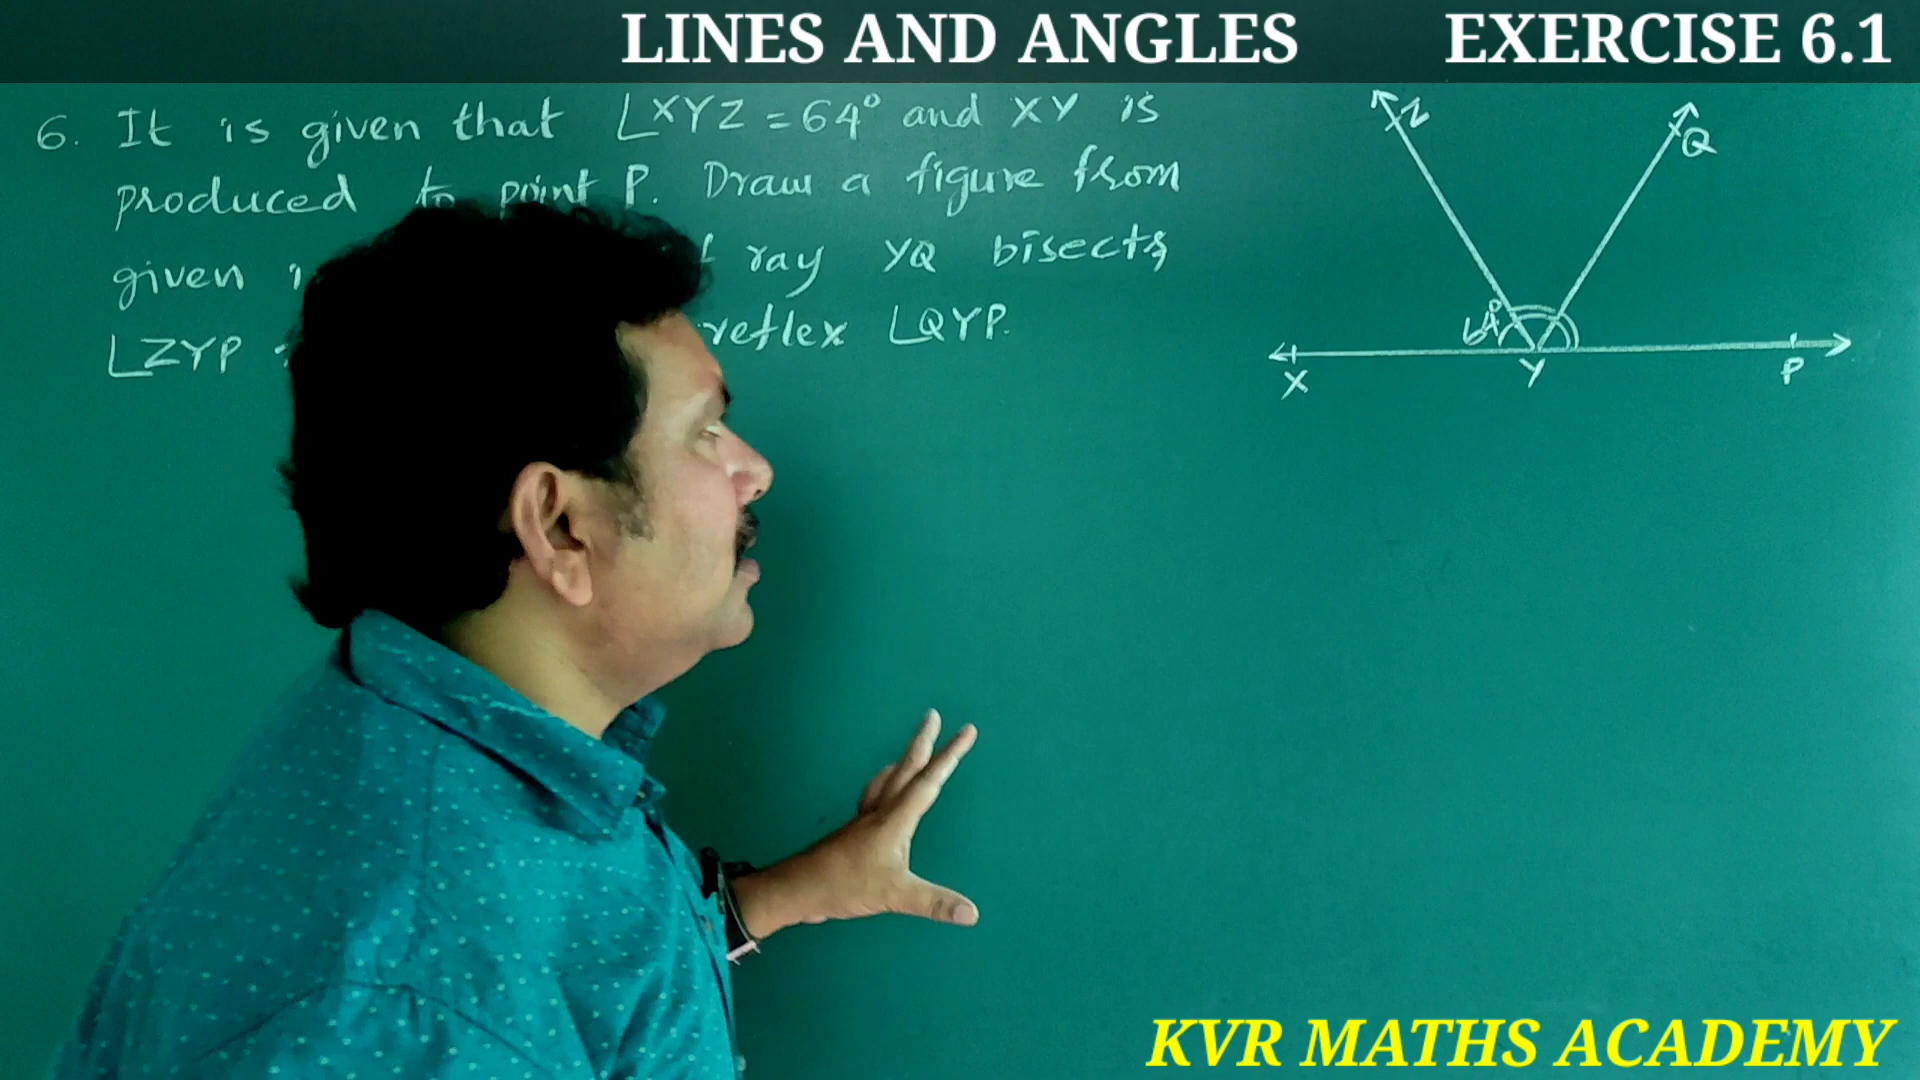 LINES AND ANGLES EXERCISE 6.1
6. It is given that ∠XYZ = 64° and XY is
produced to point P. Draw a figure from
given ray YQ bisects
∠ZYP reflex ∠QYP.
Z
Q
64°
X Y P
KVR MATHS ACADEMY